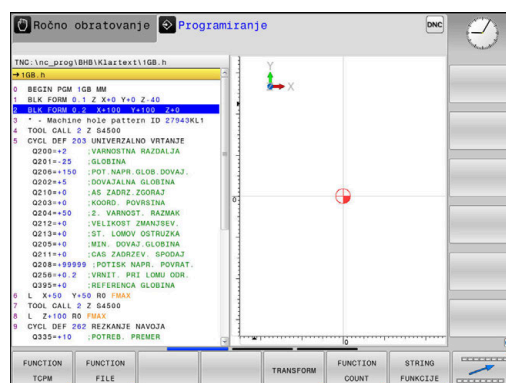 Ročno obratovanje
Programiranje
DNC
TNC:\nc_prog\BHB\Klartext\1GB.h
→1GB.h
0 BEGIN PGM 1GB MM
1 BLK FORM 0.1 Z X+0 Y+0 Z-40
2 BLK FORM 0.2 X+100 Y+100 Z+0
3 * - Machine hole pattern ID 27943KL1
4 TOOL CALL 2 Z S4500
5 CYCL DEF 203 UNIVERZALNO VRTANJE
Q200=+2 ;VARNOSTNA RAZDALJA
Q201=-25 ;GLOBINA
Q206=+150 ;POT.NAPR.GLOB.DOVAJ.
Q202=+5 ;DOVAJALNA GLOBINA
Q210=+0 ;AS ZADRZ.ZGORAJ
Q203=+0 ;KOORD. POVRSINA
Q204=+50 ;2. VARNOST. RAZMAK
Q212=+0 ;VELIKOST ZMANJSEV.
Q213=+0 ;ST. LOMOV OSTRUZKA
Q205=+0 ;MIN. DOVAJ.GLOBINA
Q211=+0 ;CAS ZADRZEV. SPODAJ
Q208=+99999 ;POTISK NAPR. POVRAT.
Q256=+0.2 ;VRNIT. PRI LOMU ODR.
Q395=+0 ;REFERENCA GLOBINA
6 L X+50 Y+50 R0 FMAX
7 TOOL CALL 2 Z S4500
8 L Z+100 R0 FMAX
9 CYCL DEF 262 REZKANJE NAVOJA
Q335=+10 ;POTREB. PREMER
Y
X
0
0
FUNCTION
TCPM
FUNCTION
FILE
TRANSFORM
FUNCTION
COUNT
STRING
FUNKCIJE